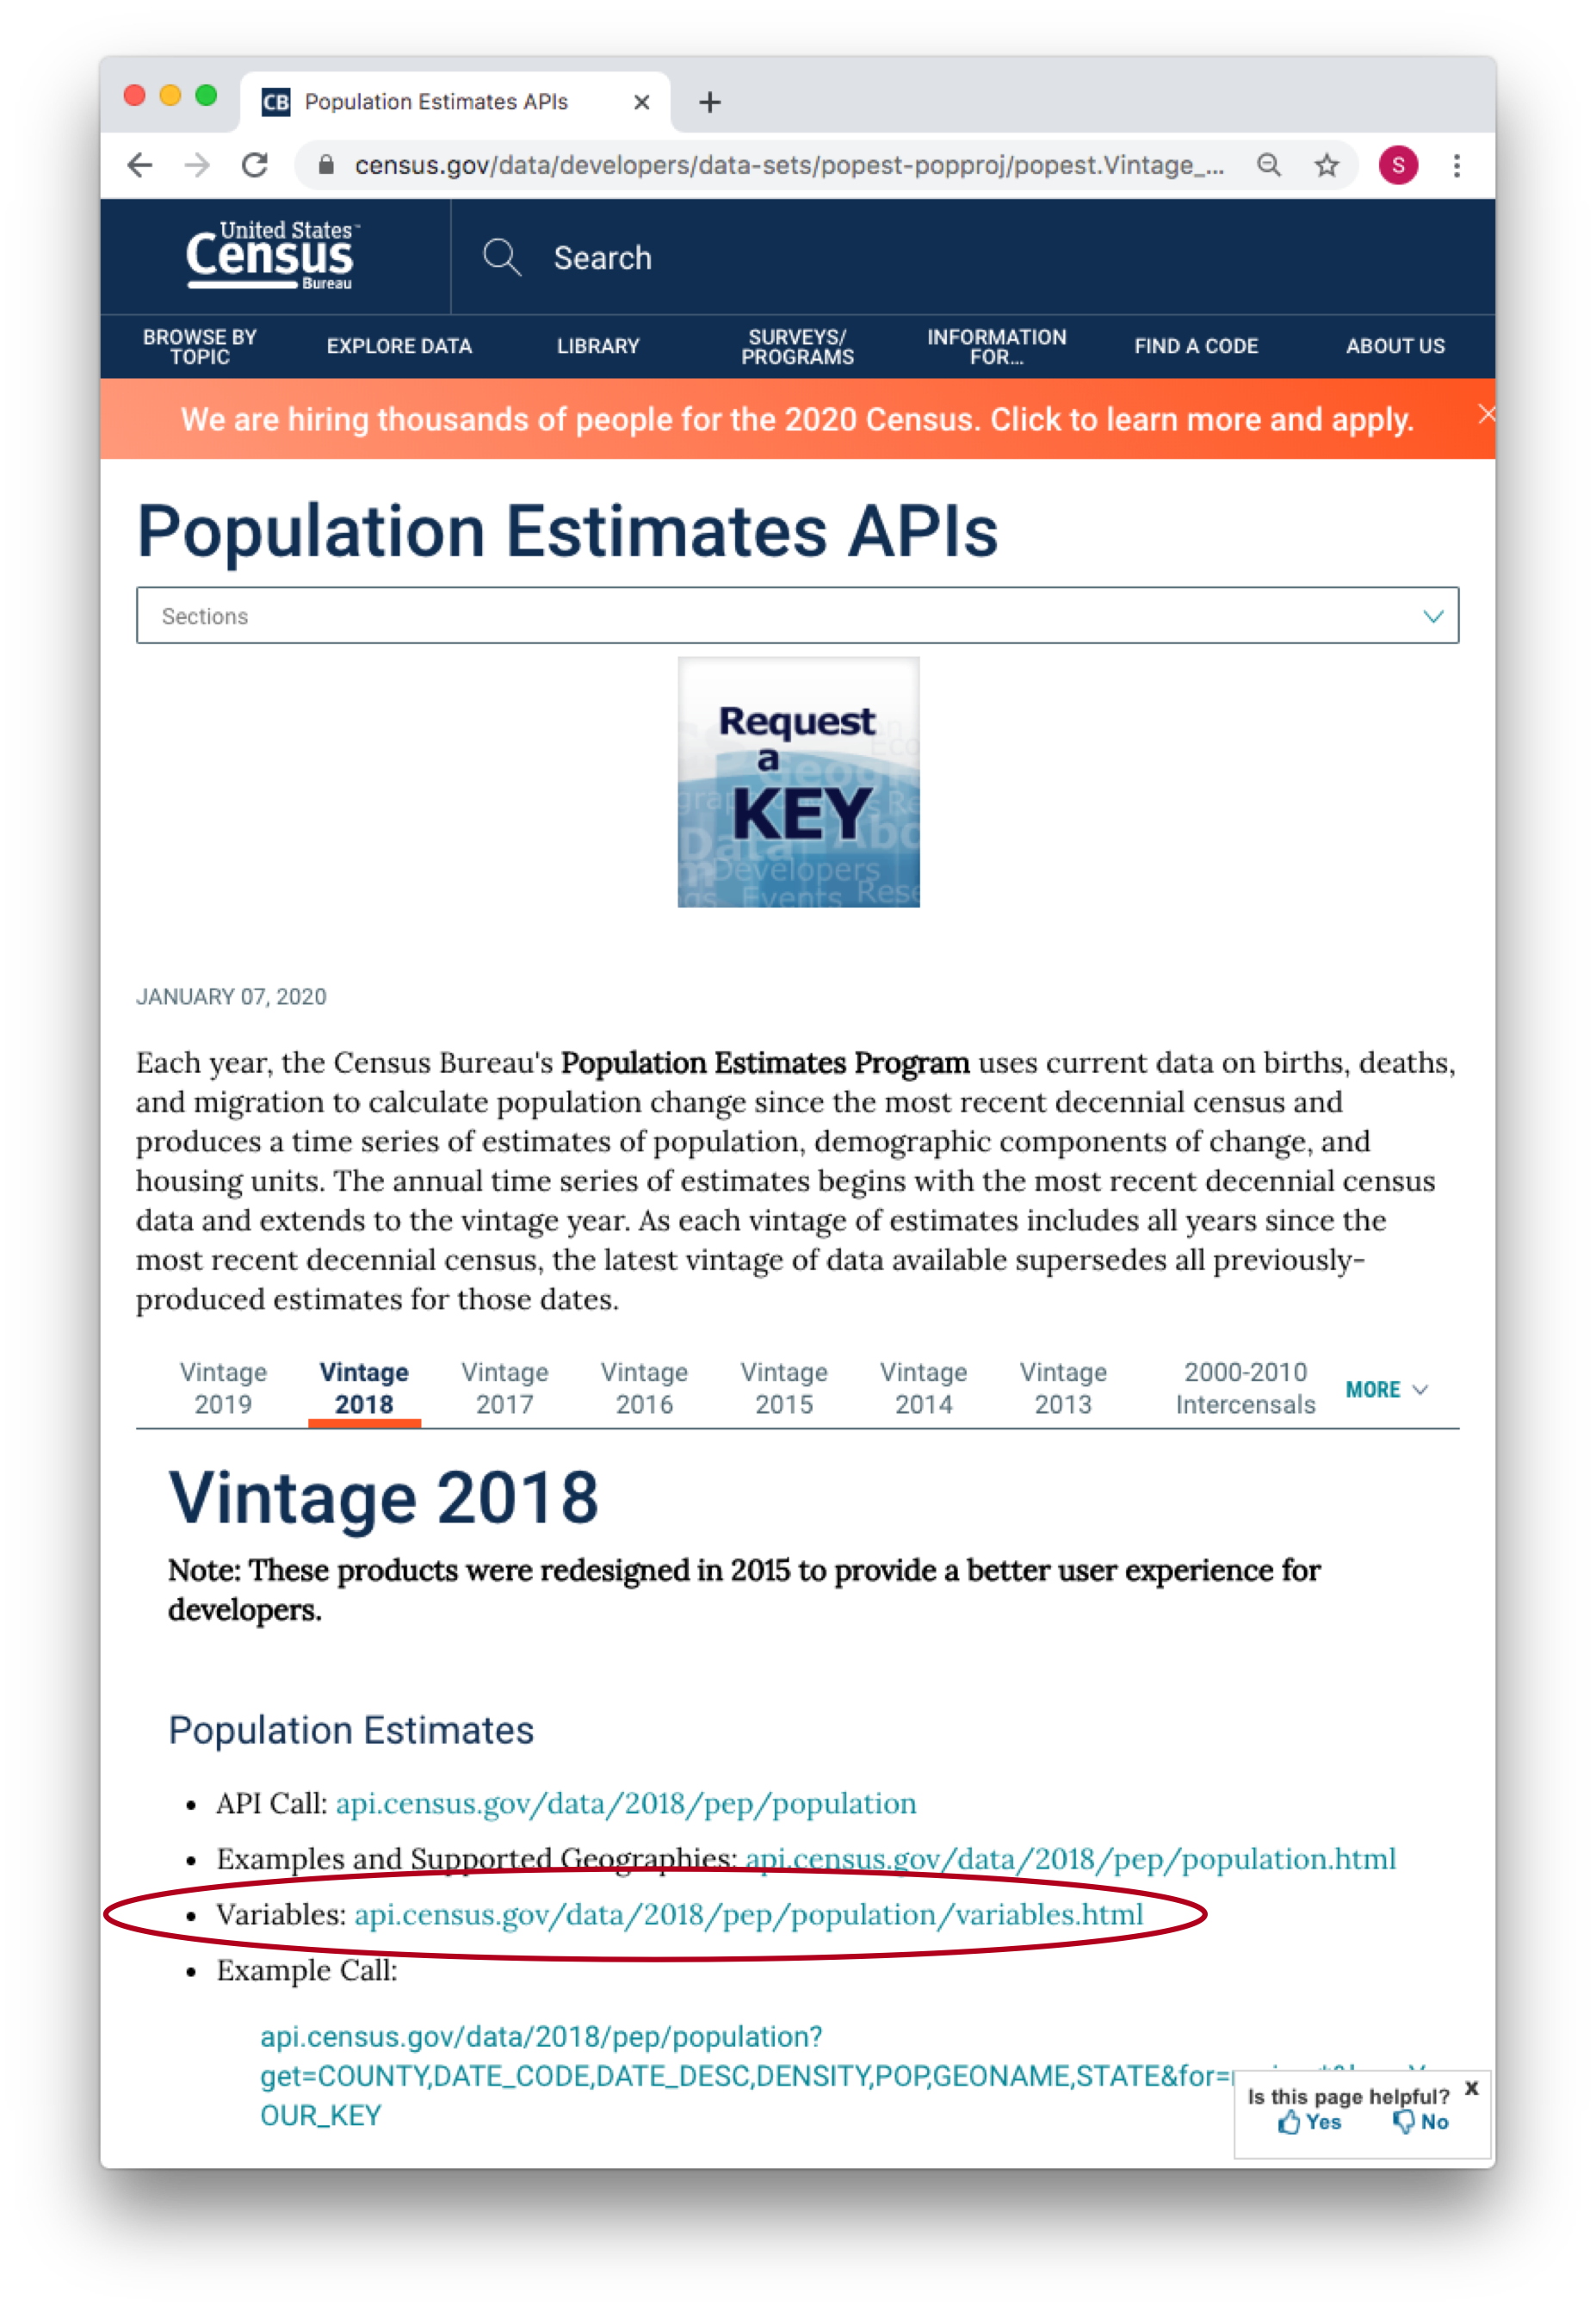 CB Population Estimates APIs
census.gov/data/developers/data-sets/popest-popproj/popest.Vintage_... S
United States™
Census
Bureau
Search
BROWSE BY TOPIC EXPLORE DATA LIBRARY SURVEYS/ PROGRAMS INFORMATION FOR... FIND A CODE ABOUT US
We are hiring thousands of people for the 2020 Census. Click to learn more and apply.
Population Estimates APIs
Sections
Request
a
KEY
Data
Developers
Events
JANUARY 07, 2020
Each year, the Census Bureau's Population Estimates Program uses current data on births, deaths,
and migration to calculate population change since the most recent decennial census and
produces a time series of estimates of population, demographic components of change, and
housing units. The annual time series of estimates begins with the most recent decennial census
data and extends to the vintage year. As each vintage of estimates includes all years since the
most recent decennial census, the latest vintage of data available supersedes all previously-
produced estimates for those dates.
Vintage 2019 Vintage 2018 Vintage 2017 Vintage 2016 Vintage 2015 Vintage 2014 Vintage 2013 2000-2010 Intercensals MORE
Vintage 2018
Note: These products were redesigned in 2015 to provide a better user experience for
developers.
Population Estimates
• API Call: api.census.gov/data/2018/pep/population
• Examples and Supported Geographies: api.census.gov/data/2018/pep/population.html
• Variables: api.census.gov/data/2018/pep/population/variables.html
• Example Call:
api.census.gov/data/2018/pep/population?
get=COUNTY,DATE_CODE,DATE_DESC,DENSITY,POP,GEONAME,STATE&for=
OUR_KEY
Is this page helpful? X
Yes No